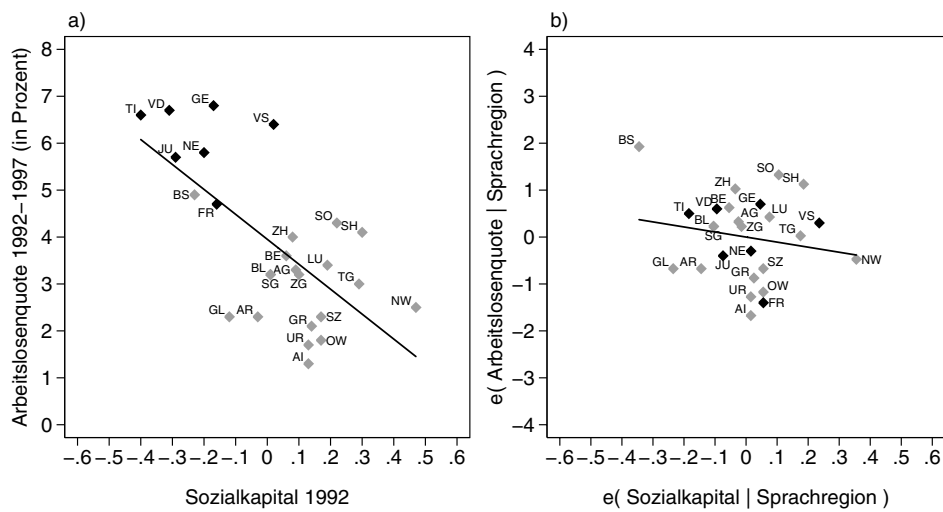 a)
Arbeitslosenquote 1992–1997 (in Prozent)
8
7
6
5
4
3
2
1
0
TI
VD
GE
VS
JU
NE
BS
FR
SO
SH
ZH
BE
LU
BL
AG
SG
ZG
TG
NW
GL
AR
GR
SZ
UR
OW
AI
–.6 –.5 –.4 –.3 –.2 –.1 0 .1 .2 .3 .4 .5 .6
Sozialkapital 1992
b)
e( Arbeitslosenquote | Sprachregion )
4
3
2
1
0
–1
–2
–3
–4
BS
SO
SH
ZH
TI
VD
BE
GE
LU
VS
BL
AG
ZG
TG
SG
NE
NW
GL
AR
JU
SZ
GR
UR
OW
FR
AI
–.6 –.5 –.4 –.3 –.2 –.1 0 .1 .2 .3 .4 .5 .6
e( Sozialkapital | Sprachregion )